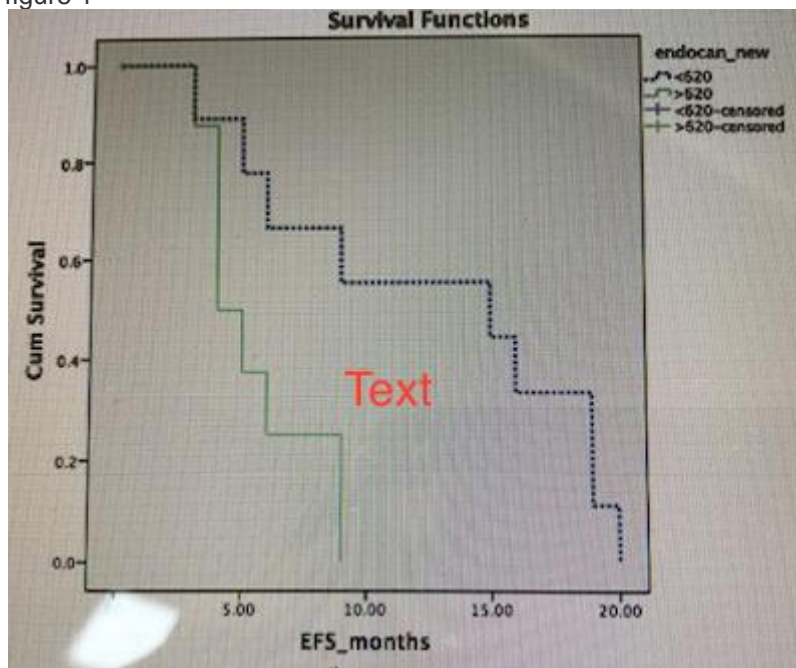 Survival Functions
endocan_new
<620
>620
<620-censored
>620-censored
1.0
0.8
0.6
0.4
0.2
0.0
Cum Survival
Text
5.00
10.00
15.00
20.00
EFS_months